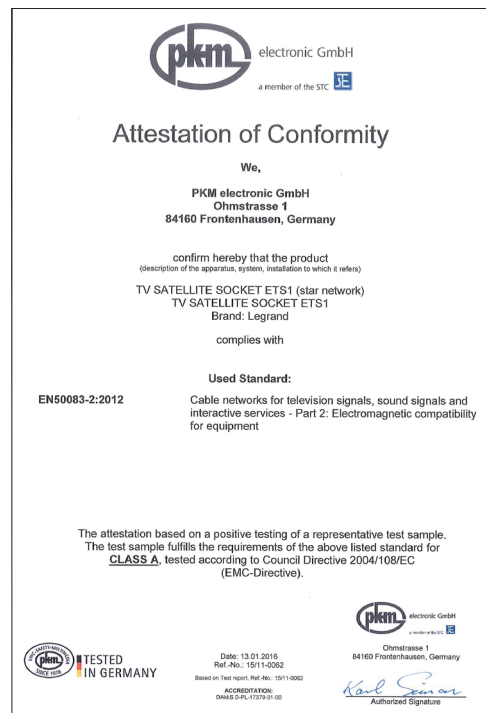 pkm electronic GmbH
a member of the STC
Attestation of Conformity
We,
PKM electronic GmbH
Ohmstrasse 1
84160 Frontenhausen, Germany
confirm hereby that the product
(description of the apparatus, system, installation to which it refers)
TV SATELLITE SOCKET ETS1 (star network)
TV SATELLITE SOCKET ETS1
Brand: Legrand
complies with
Used Standard:
EN50083-2:2012 Cable networks for television signals, sound signals and
interactive services - Part 2: Electromagnetic compatibility
for equipment
The attestation based on a positive testing of a representative test sample.
The test sample fulfills the requirements of the above listed standard for
CLASS A, tested according to Council Directive 2004/108/EC
(EMC-Directive).
pkm electronic GmbH
a member of the STC
Ohmstrasse 1
84160 Frontenhausen, Germany
EMC-SAFETY-MULTIMEDIA
pkm
SINCE 1978
TESTED
IN GERMANY
Date: 13.01.2016
Ref.-No.: 15/11-0062
Based on Test report, Ref.-No.: 15/11-0062
ACCREDITATION:
DAkkS D-PL-17379-01-00
Authorized Signature